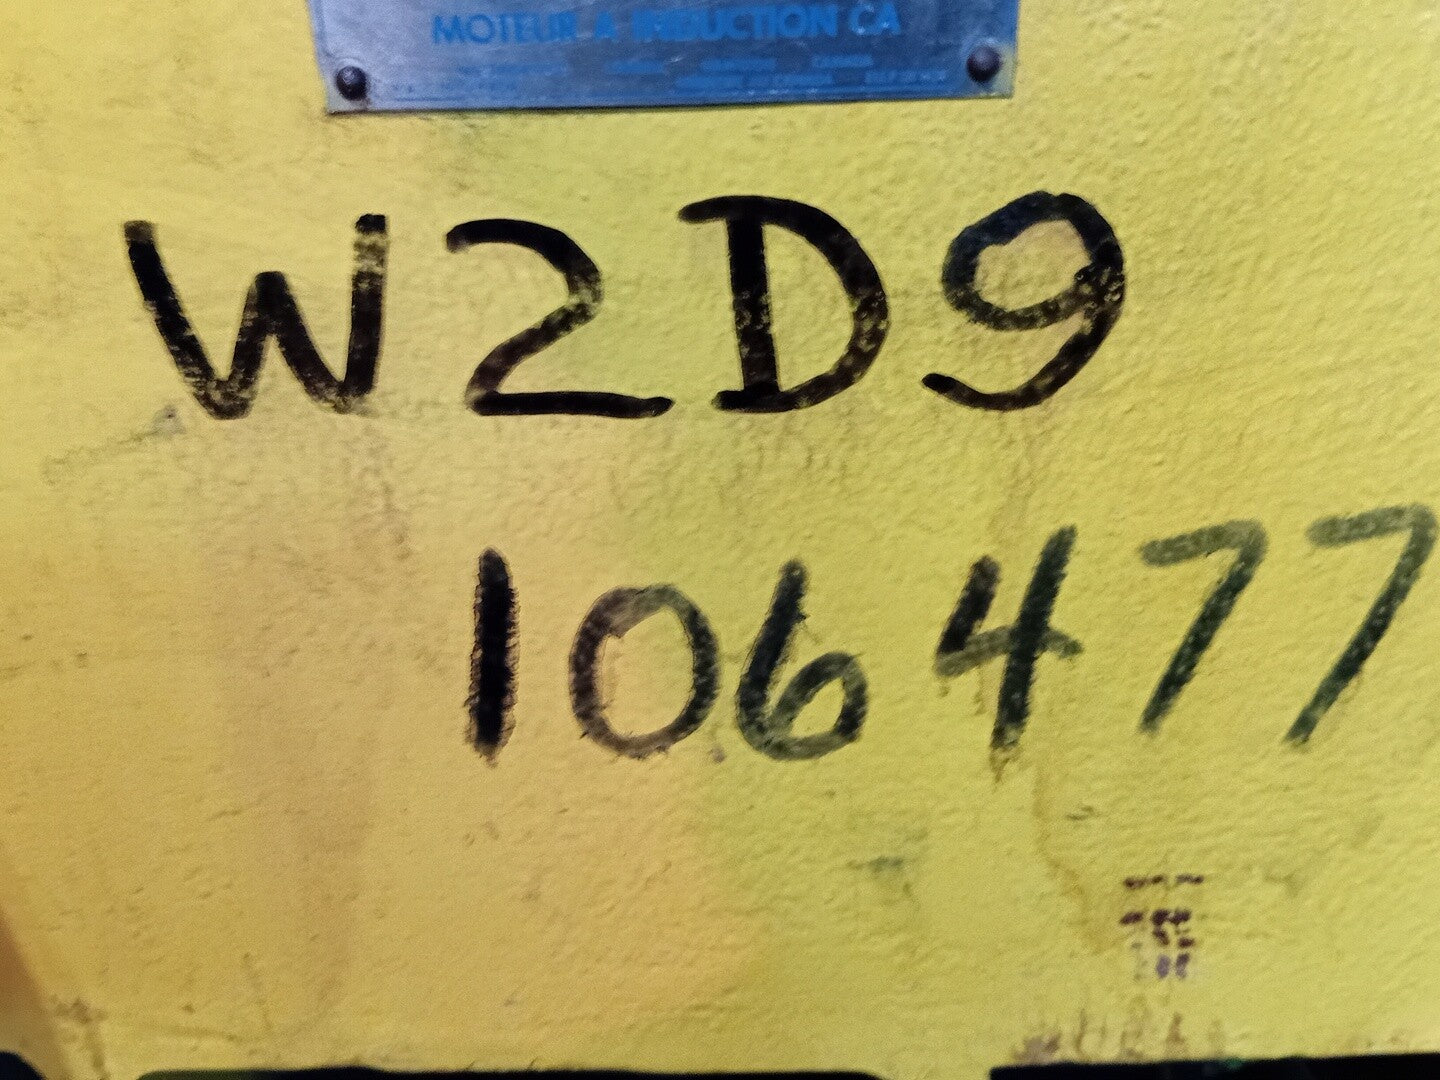 MOTEUR A INDUCTION CA
W2D9
106477